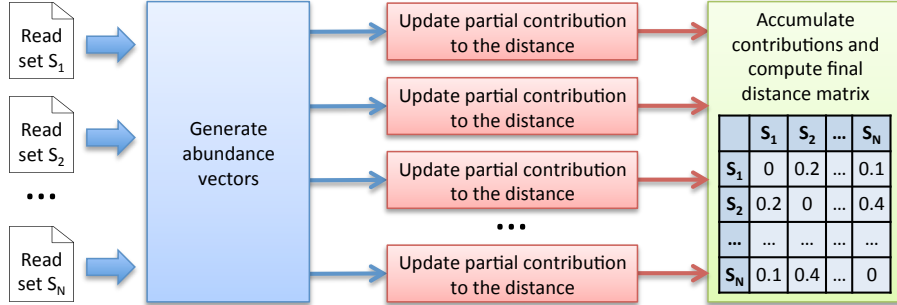 Read
set S1
Read
set S2
...
Read
set SN
Generate
abundance
vectors
Update partial contribution
to the distance
Update partial contribution
to the distance
Update partial contribution
to the distance
...
Update partial contribution
to the distance
Accumulate
contributions and
compute final
distance matrix
S1 S2 ... SN
S1 0 0.2 ... 0.1
S2 0.2 0 ... 0.4
... ... ... ... ...
SN 0.1 0.4 ... 0